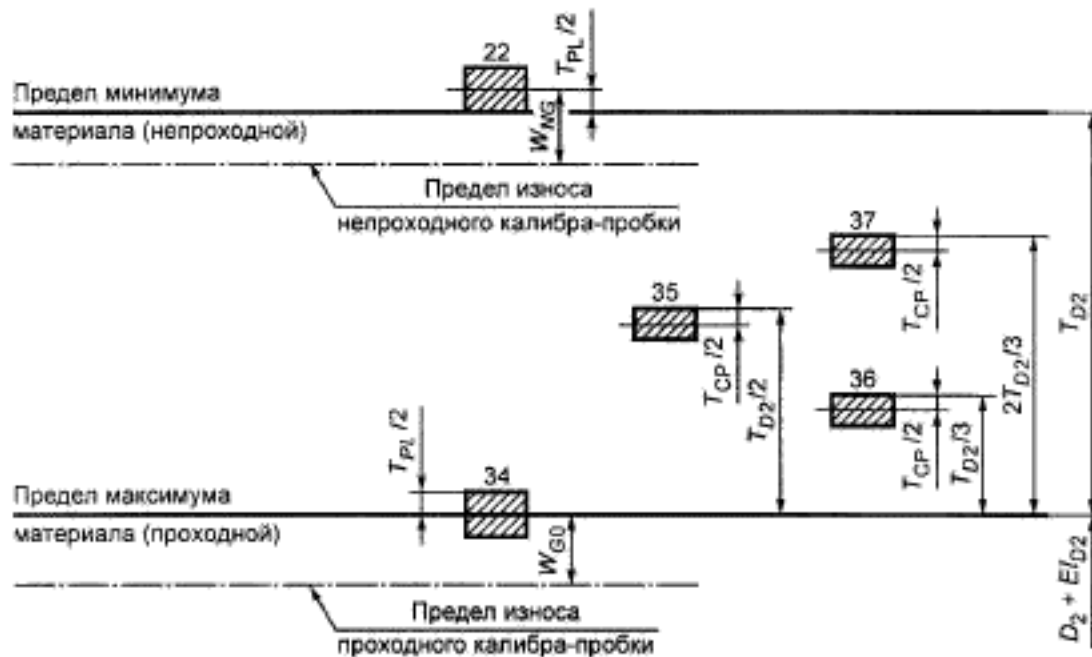 22
T_PL/2
Предел минимума
материала (непроходной)
W_NG
Предел износа
непроходного калибра-пробки
37
T_CP/2
T_D2
35
T_CP/2
T_D2/2
36
T_CP/2
T_D2/3
2T_D2/3
T_PL/2
34
Предел максимума
материала (проходной)
W_G0
D_2 + EI_D2
Предел износа
проходного калибра-пробки